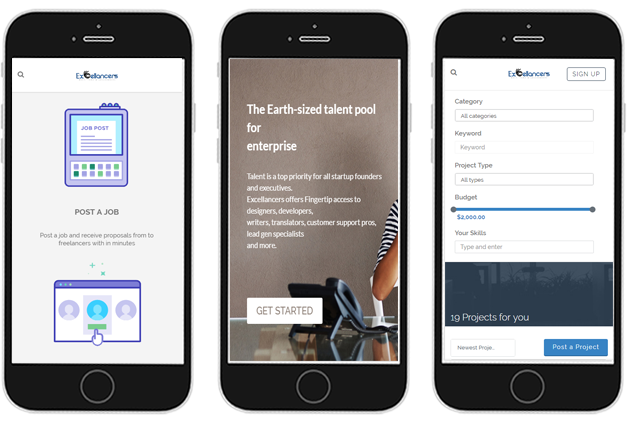 Excellancers
JOB POST
POST A JOB
Post a job and receive proposals from to
freelancers with in minutes
The Earth-sized talent pool
for
enterprise
Talent is a top priority for all startup founders
and executives.
Excellancers offers Fingertip access to
designers, developers,
writers, translators, customer support pros,
lead gen specialists
and more.
GET STARTED
Excellancers
SIGN UP
Category
All categories
Keyword
Keyword
Project Type
All types
Budget
$2,000.00
Your Skills
Type and enter
19 Projects for you
Newest Proje..
Post a Project